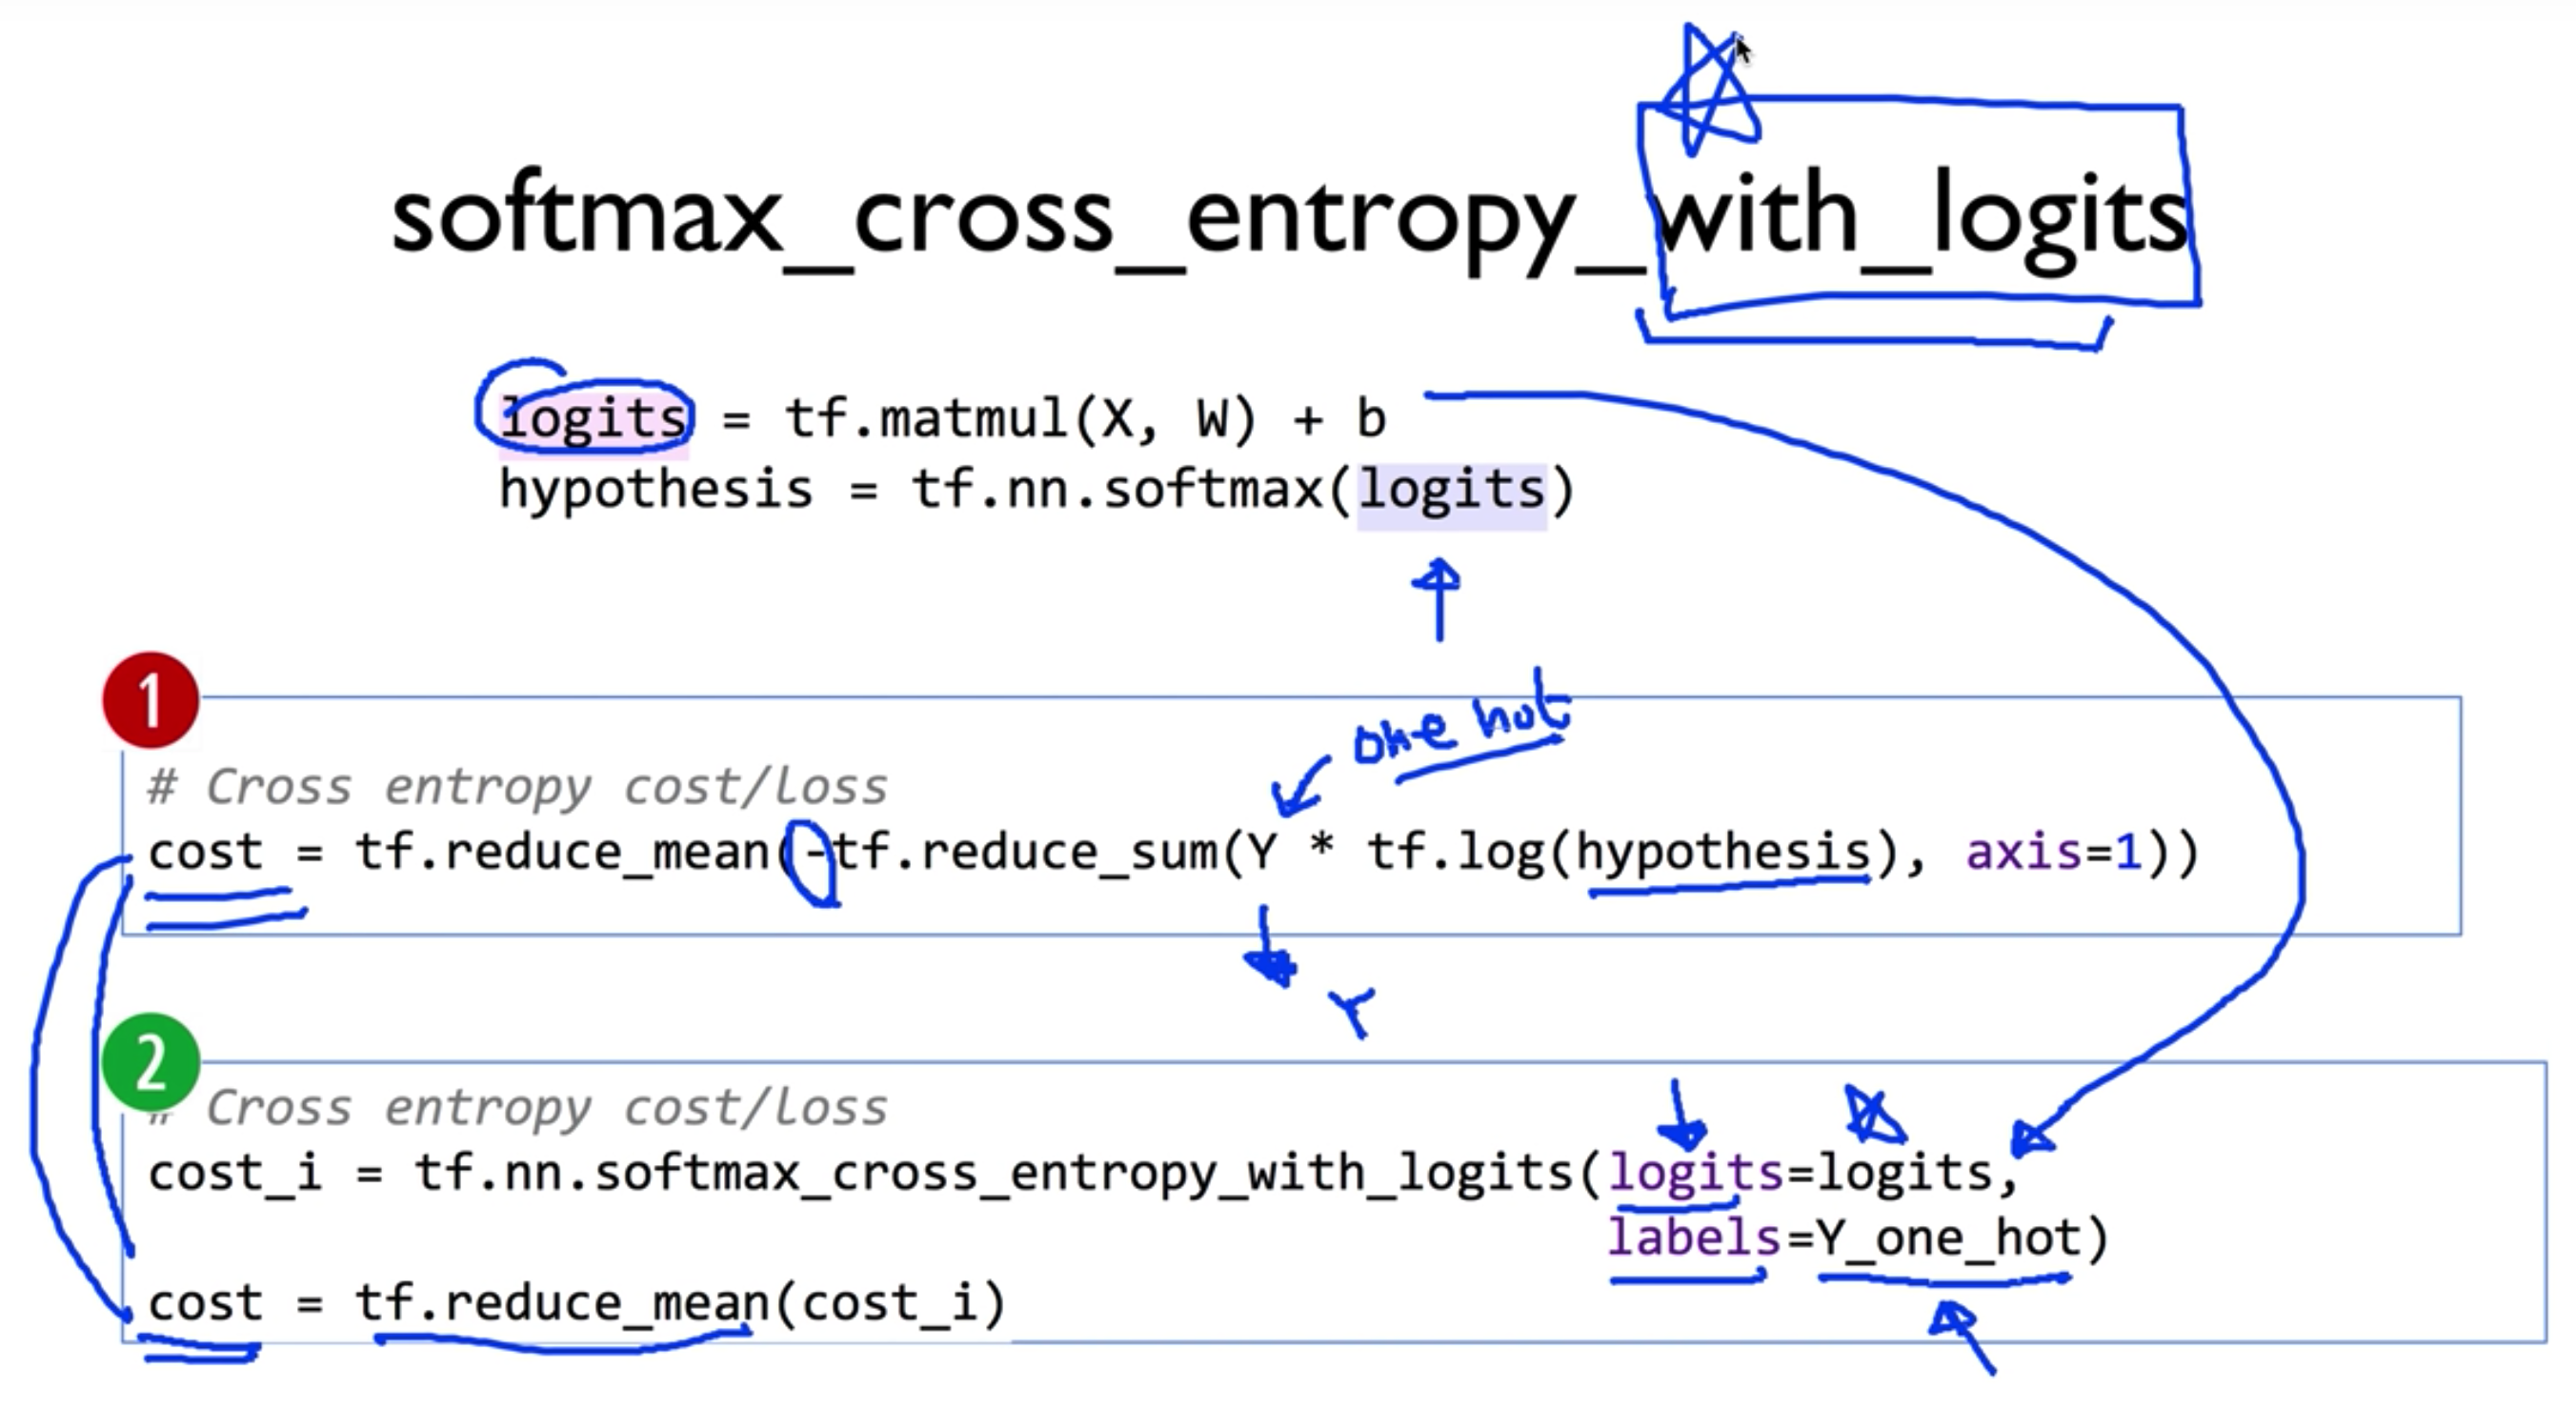 softmax_cross_entropy_with_logits
logits = tf.matmul(X, W) + b
hypothesis = tf.nn.softmax(logits)
1
one hot
# Cross entropy cost/loss
cost = tf.reduce_mean(-tf.reduce_sum(Y * tf.log(hypothesis), axis=1))
Y
2
# Cross entropy cost/loss
cost_i = tf.nn.softmax_cross_entropy_with_logits(logits=logits,
labels=Y_one_hot)
cost = tf.reduce_mean(cost_i)